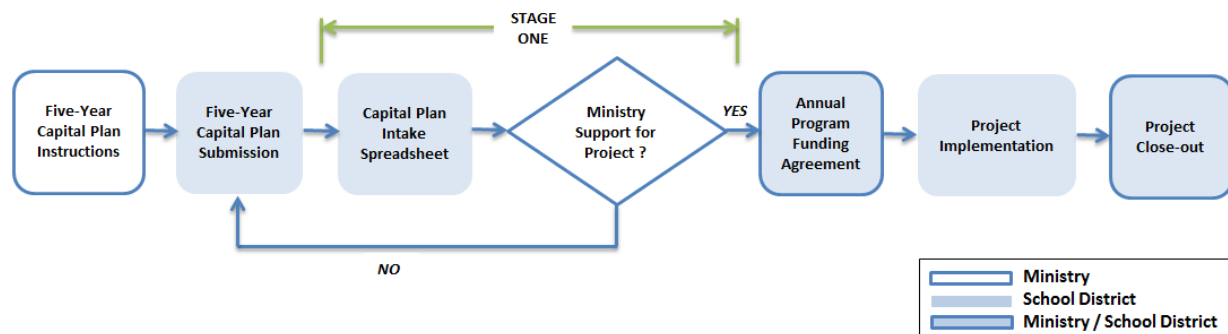 STAGE
ONE
Five-Year
Capital Plan
Instructions
Five-Year
Capital Plan
Submission
Capital Plan
Intake
Spreadsheet
Ministry
Support for
Project ?
YES
Annual
Program
Funding
Agreement
Project
Implementation
Project
Close-out
NO
Ministry
School District
Ministry / School District